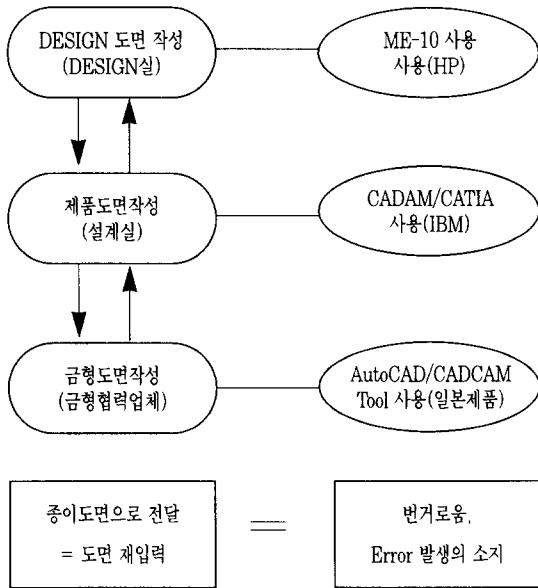 DESIGN 도면 작성
(DESIGN실)
ME-10 사용
사용(HP)
제품도면작성
(설계실)
CADAM/CATIA
사용(IBM)
금형도면작성
(금형협력업체)
AutoCAD/CADCAM
Tool 사용(일본제품)
종이도면으로 전달
= 도면 재입력
=
번거로움,
Error 발생의 소지